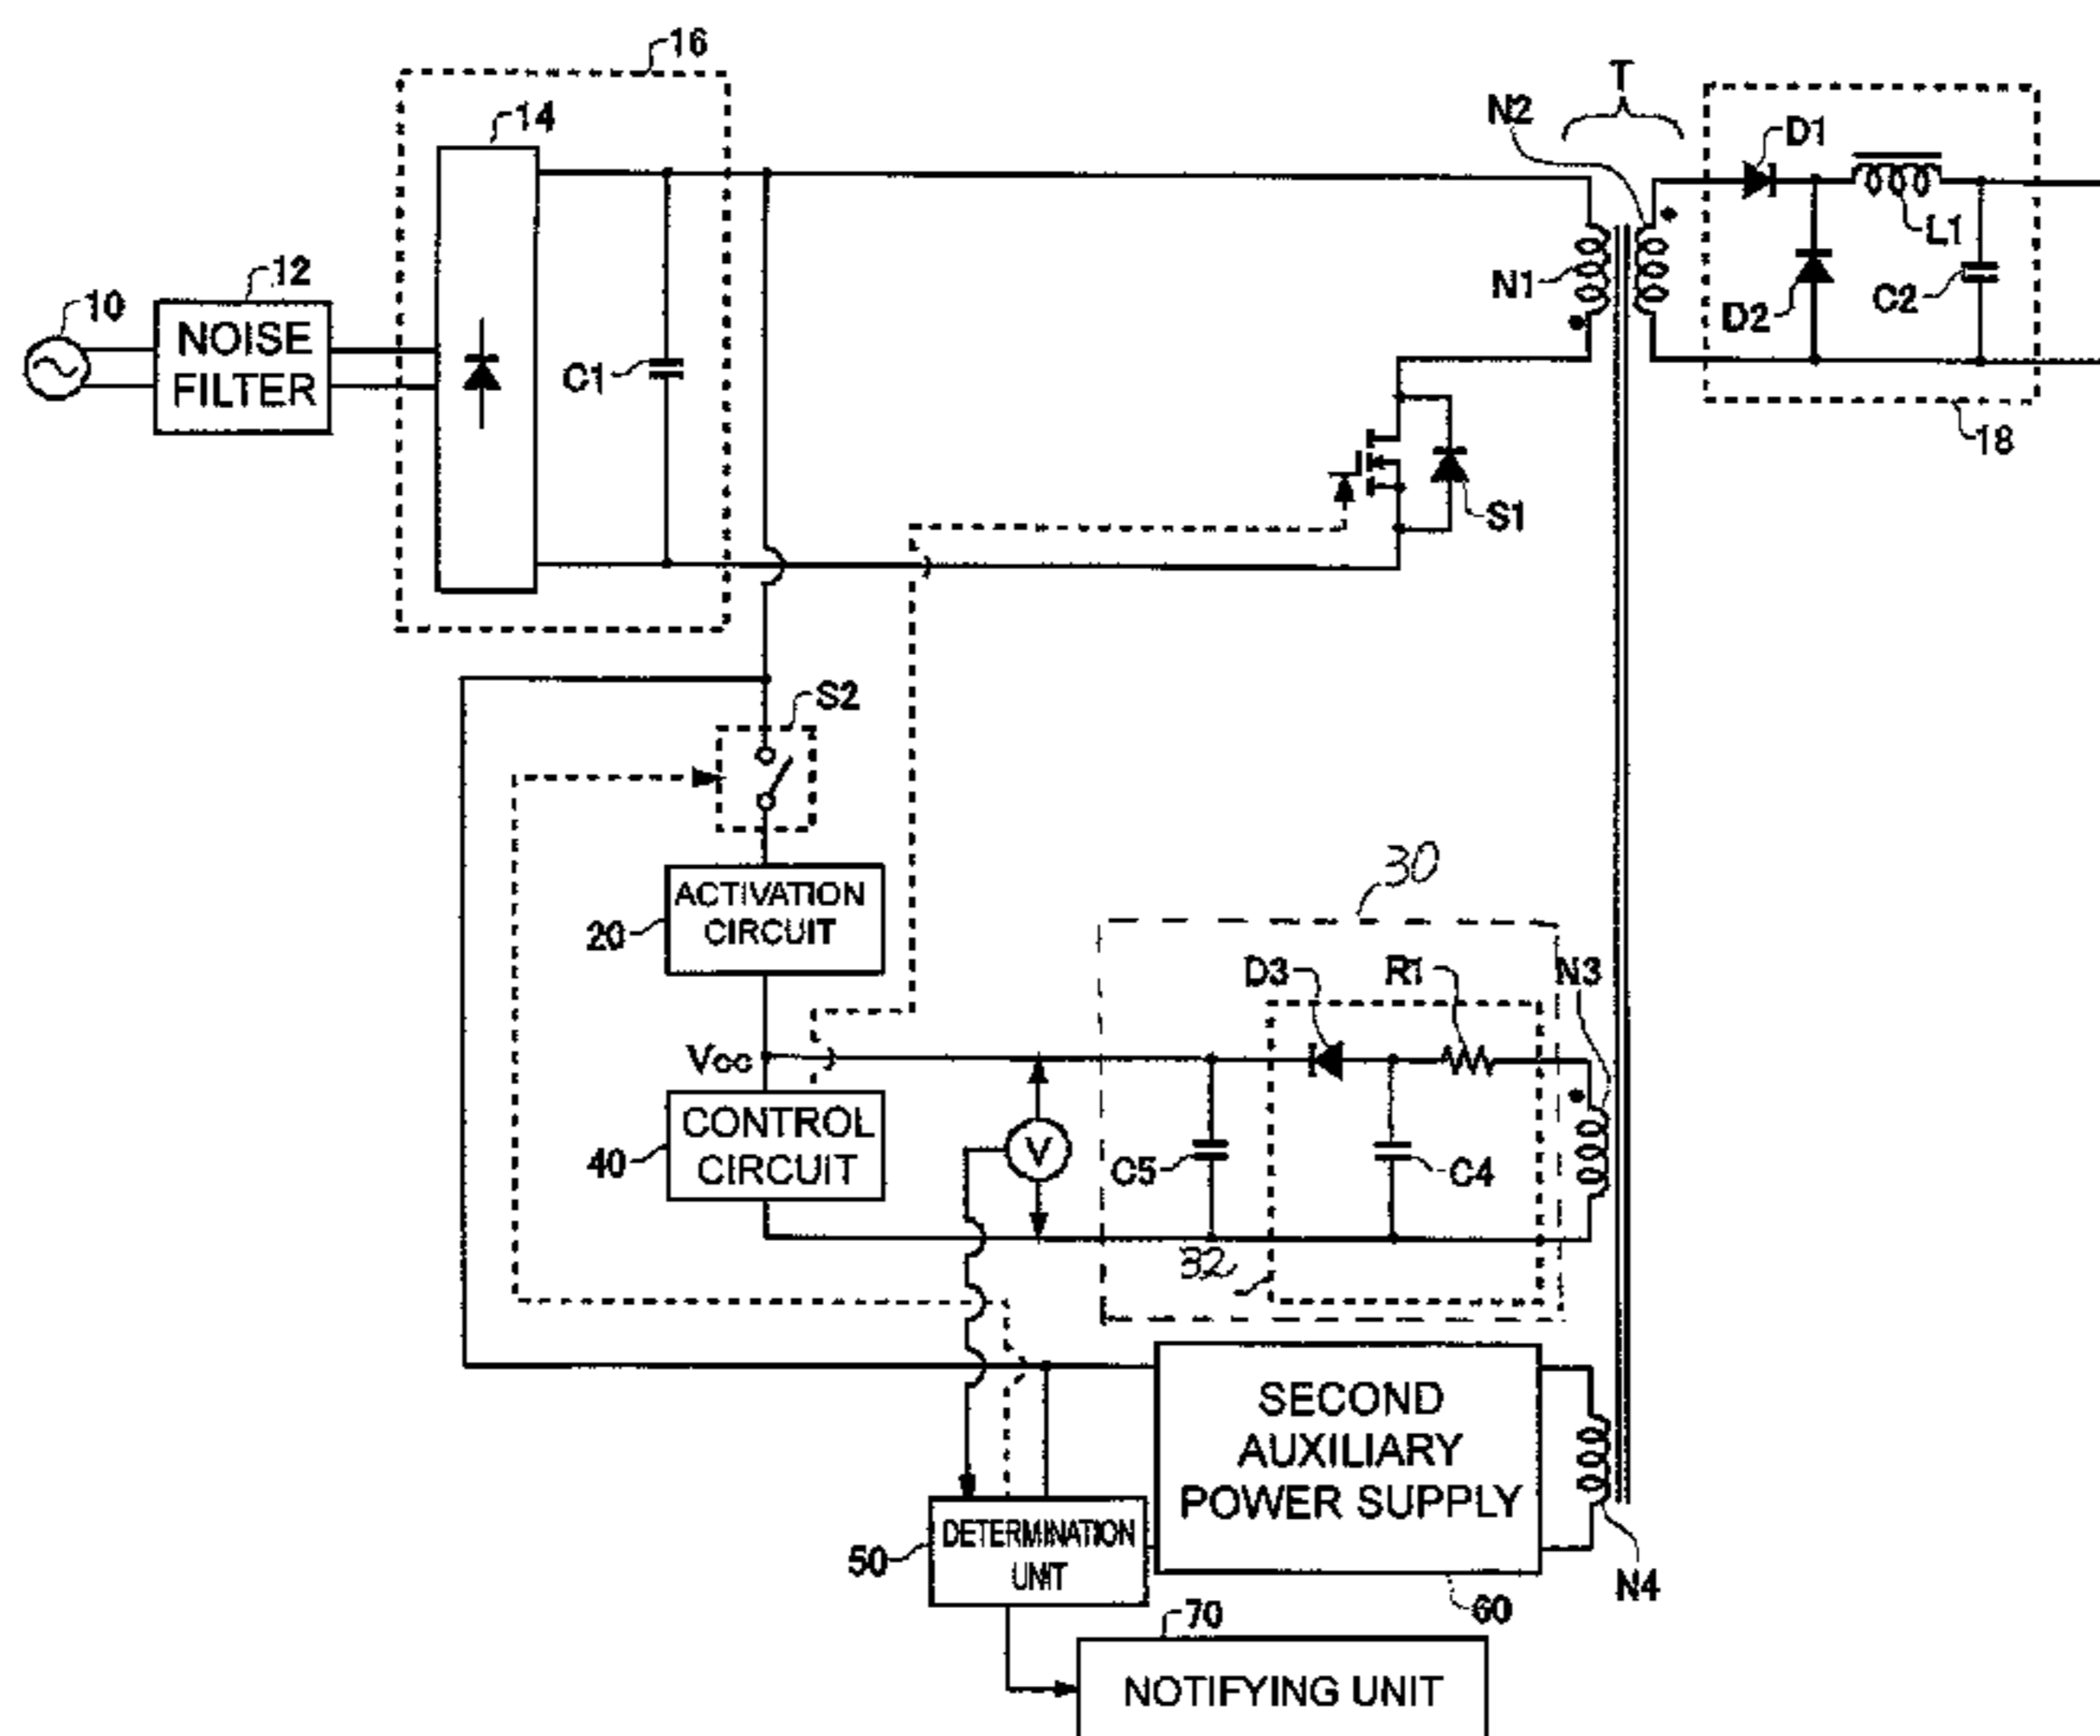 16
T
14
N2
D1
12
L1
10
N1
NOISE
FILTER
C1
D2
C2
18
S1
S2
30
ACTIVATION
CIRCUIT
20
D3
R1
N3
Vcc
CONTROL
CIRCUIT
40
V
C5
C4
32
SECOND
AUXILIARY
POWER SUPPLY
DETERMINATION
UNIT
50
N4
60
70
NOTIFYING UNIT